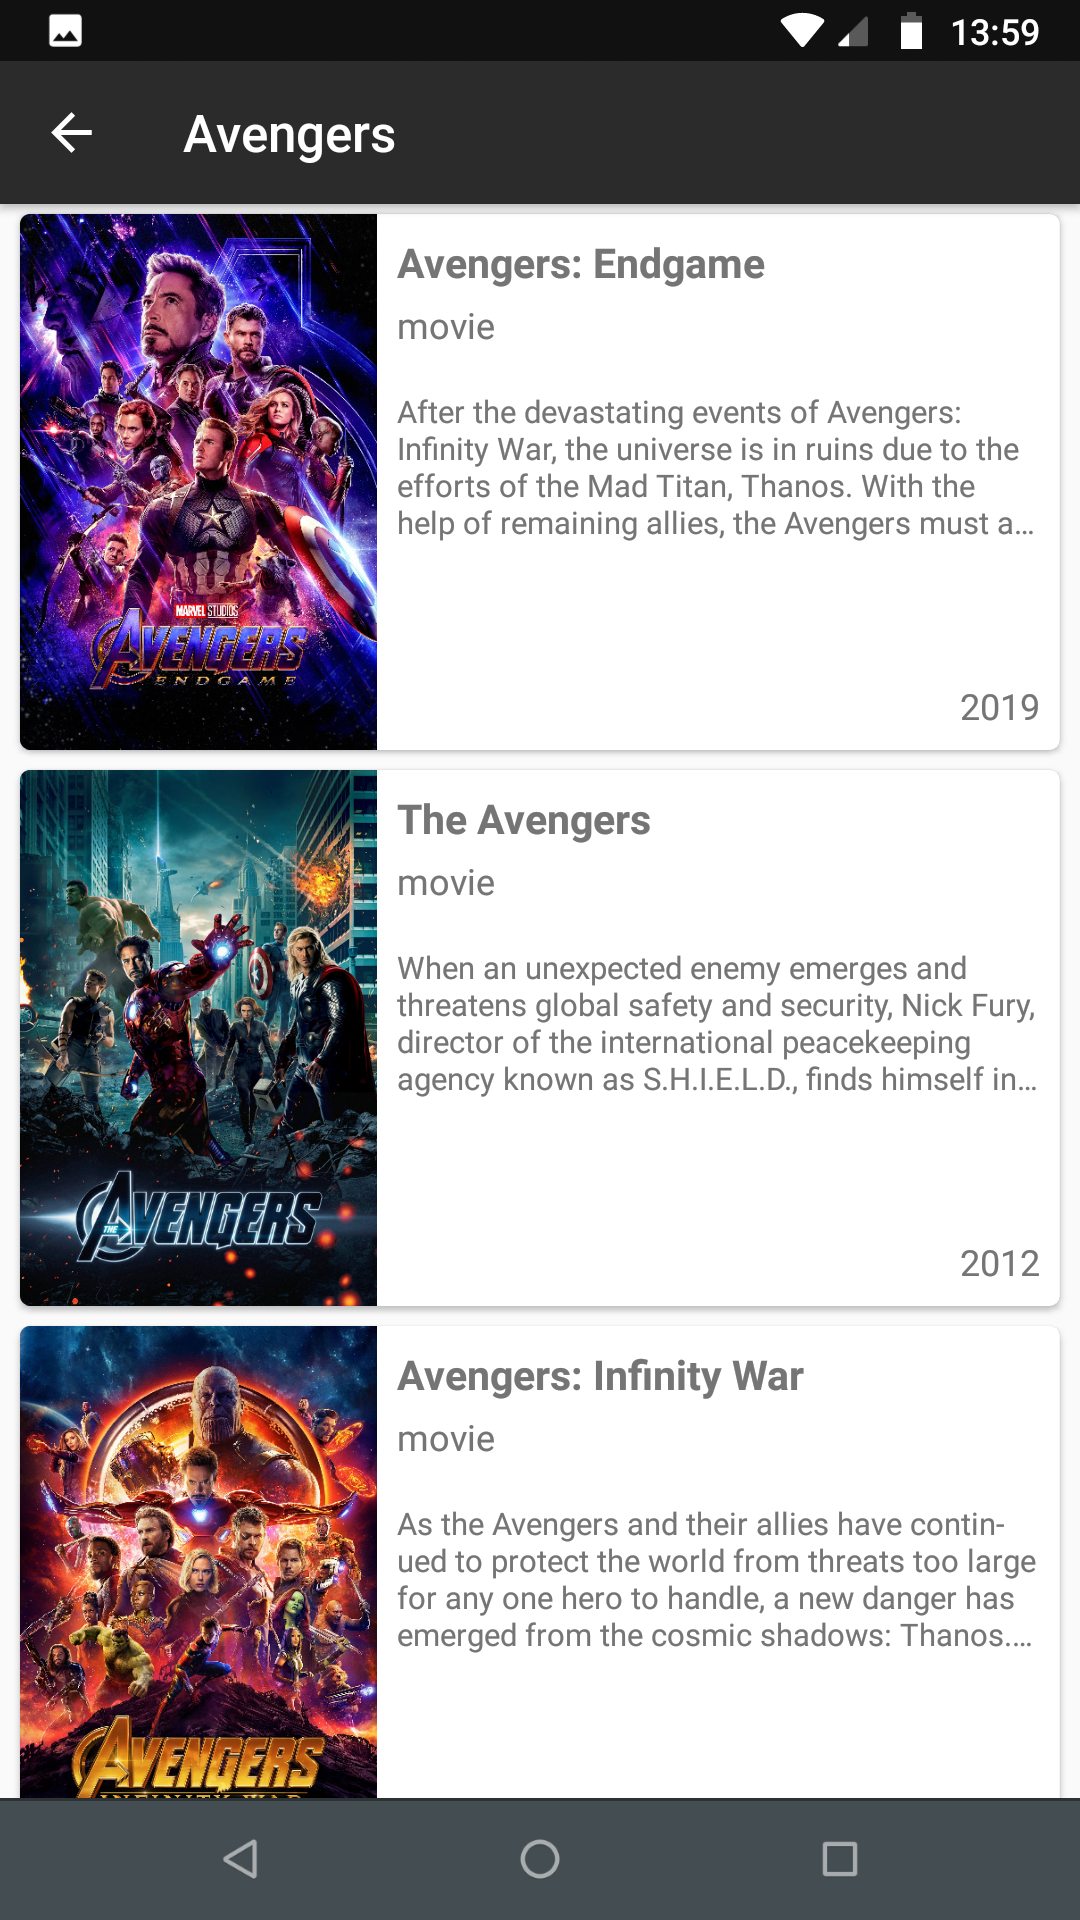 13:59
Avengers
Avengers: Endgame
movie
After the devastating events of Avengers:
Infinity War, the universe is in ruins due to the
efforts of the Mad Titan, Thanos. With the
help of remaining allies, the Avengers must a…
2019
MARVEL STUDIOS
AVENGERS
ENDGAME
The Avengers
movie
When an unexpected enemy emerges and
threatens global safety and security, Nick Fury,
director of the international peacekeeping
agency known as S.H.I.E.L.D., finds himself in…
2012
THE AVENGERS
Avengers: Infinity War
movie
As the Avengers and their allies have contin-
ued to protect the world from threats too large
for any one hero to handle, a new danger has
emerged from the cosmic shadows: Thanos.…
AVENGERS
INFINITY WAR